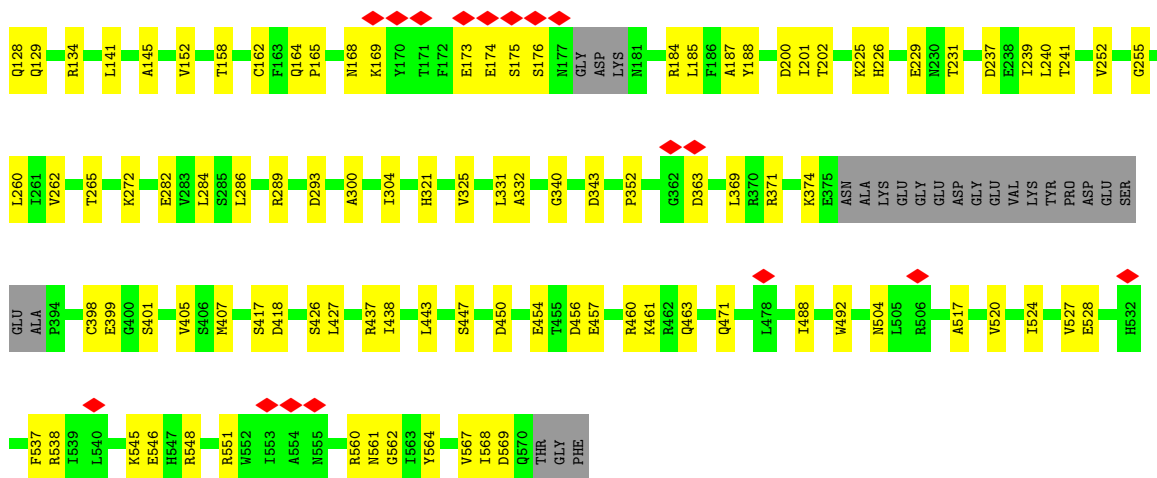 Q128 Q129 R134 L141 A145 V152 T158 C162 F163 Q164 P165 N168 K169 Y170 T171 F172 E173 E174 S175 S176 N177 GLY ASP LYS N181 R184 L185 F186 A187 Y188 D200 I201 T202 K225 H226 E229 N230 T231 D237 E238 I239 L240 T241 V252 G255
L260 I261 V262 T265 K272 E282 V283 L284 S285 L286 R289 D293 A300 I304 H321 V325 L331 A332 G340 D343 P352 G362 D363 L369 R370 R371 K374 E375 ASN ALA LYS GLU GLY GLU ASP GLY GLU VAL LYS TYR PRO ASP GLU SER
GLU ALA P394 C398 E399 G400 S401 V405 S406 M407 S417 D418 S426 L427 R437 I438 L443 S447 D450 E454 T455 D456 E457 R460 K461 R462 Q463 Q471 L478 I488 W492 N504 L505 R506 A517 V520 I524 V527 E528 H532
F537 R538 I539 L540 K545 E546 H547 R548 R551 W552 I553 A554 N555 R560 N561 G562 I563 Y564 V567 I568 D569 Q570 THR GLY PHE